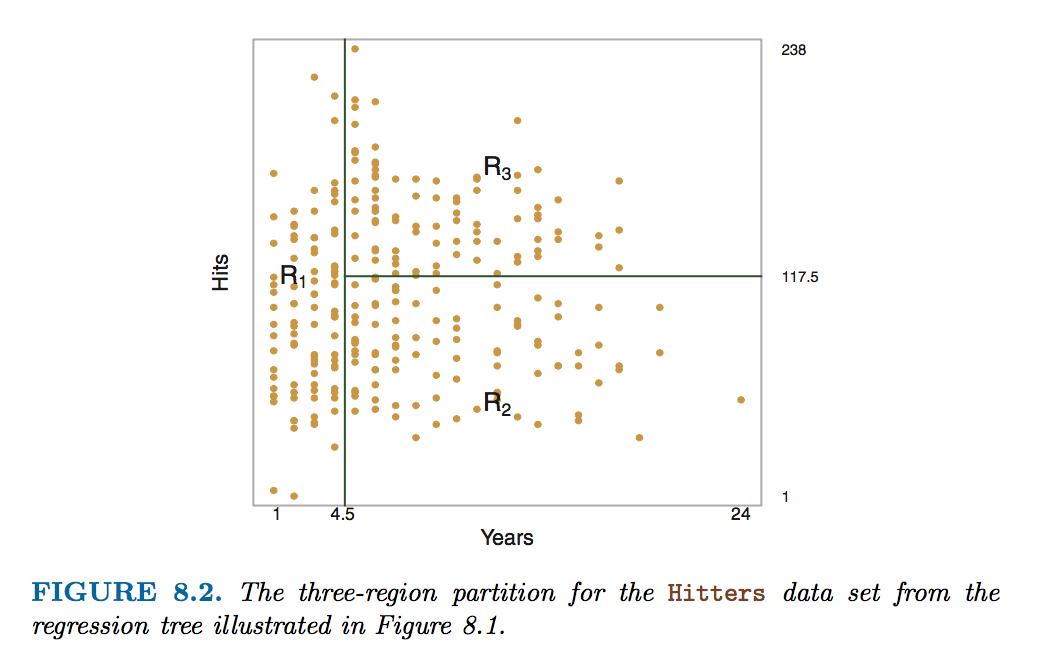 238
R3
Hits
R1
117.5
R2
1
1 4.5 24
Years
FIGURE 8.2. The three-region partition for the Hitters data set from the
regression tree illustrated in Figure 8.1.